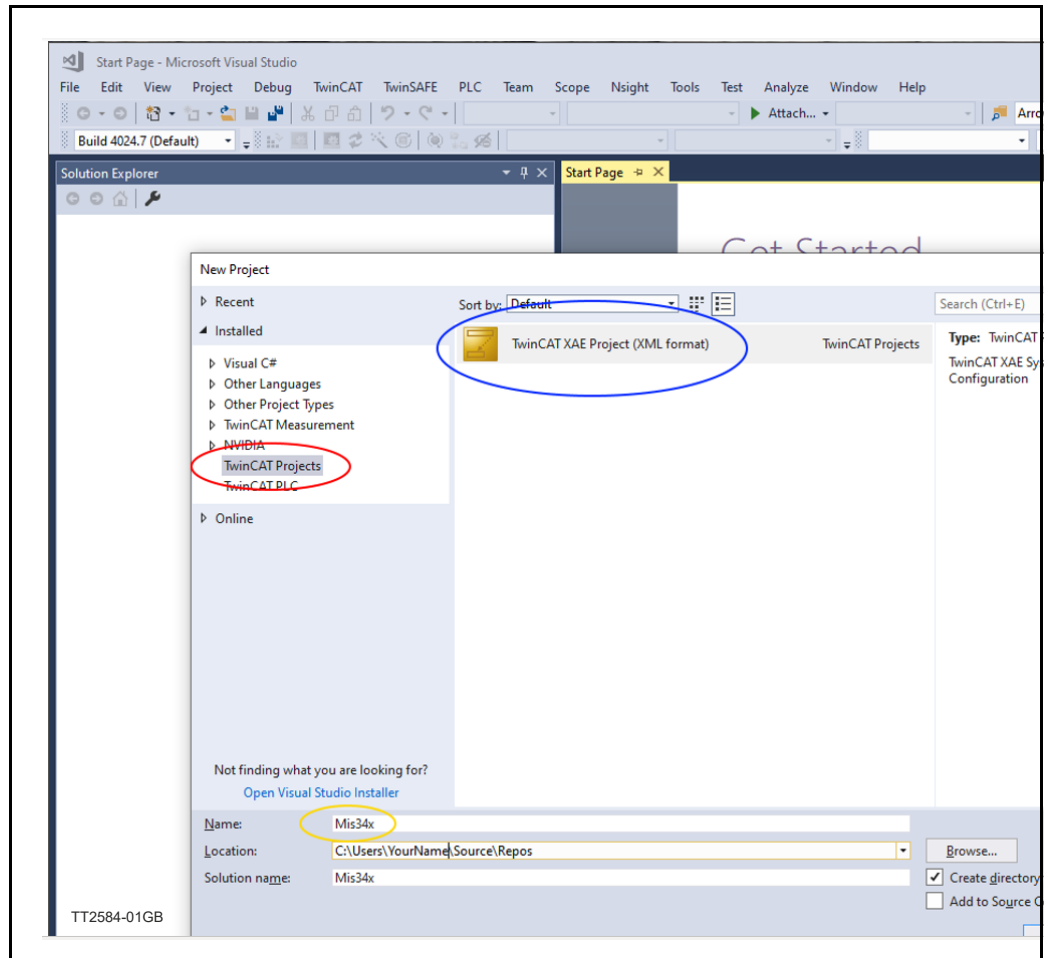 Start Page - Microsoft Visual Studio
File Edit View Project Debug TwinCAT TwinSAFE PLC Team Scope Nsight Tools Test Analyze Window Help
Attach...
Build 4024.7 (Defau
Solution Explorer
Start Page
Get Started
New Project
Recent
Sort by: Default
Search (Ctrl+E)
Installed
TwinCAT XAE Project (XML format) TwinCAT Projects
Type: TwinCAT
TwinCAT XAE Sy
Configuration
Visual C#
Other Languages
Other Project Types
TwinCAT Measurement
NVIDIA
TwinCAT Projects
TwinCAT PLC
Online
Not finding what you are looking for?
Open Visual Studio Installer
Name: Mis34x
Location: C:\Users\YourName\Source\Repos
Browse...
Solution name: Mis34x
Create directory
Add to Source
TT2584-01GB